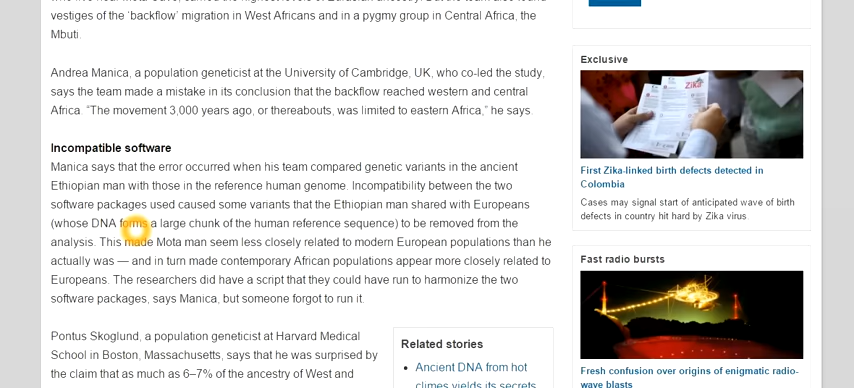 vestiges of the 'backflow' migration in West Africans and in a pygmy group in Central Africa, the
Mbuti.
Andrea Manica, a population geneticist at the University of Cambridge, UK, who co-led the study,
says the team made a mistake in its conclusion that the backflow reached western and central
Africa. “The movement 3,000 years ago, or thereabouts, was limited to eastern Africa,” he says.
Incompatible software
Manica says that the error occurred when his team compared genetic variants in the ancient
Ethiopian man with those in the reference human genome. Incompatibility between the two
software packages used caused some variants that the Ethiopian man shared with Europeans
(whose DNA forms a large chunk of the human reference sequence) to be removed from the
analysis. This made Mota man seem less closely related to modern European populations than he
actually was — and in turn made contemporary African populations appear more closely related to
Europeans. The researchers did have a script that they could have run to harmonize the two
software packages, says Manica, but someone forgot to run it.
Pontus Skoglund, a population geneticist at Harvard Medical
School in Boston, Massachusetts, says that he was surprised by
the claim that as much as 6–7% of the ancestry of West and
Related stories
• Ancient DNA from hot
climes yields its secrets
Exclusive
Zika
First Zika-linked birth defects detected in
Colombia
Cases may signal start of anticipated wave of birth
defects in country hit hard by Zika virus.
Fast radio bursts
Fresh confusion over origins of enigmatic radio-
wave blasts